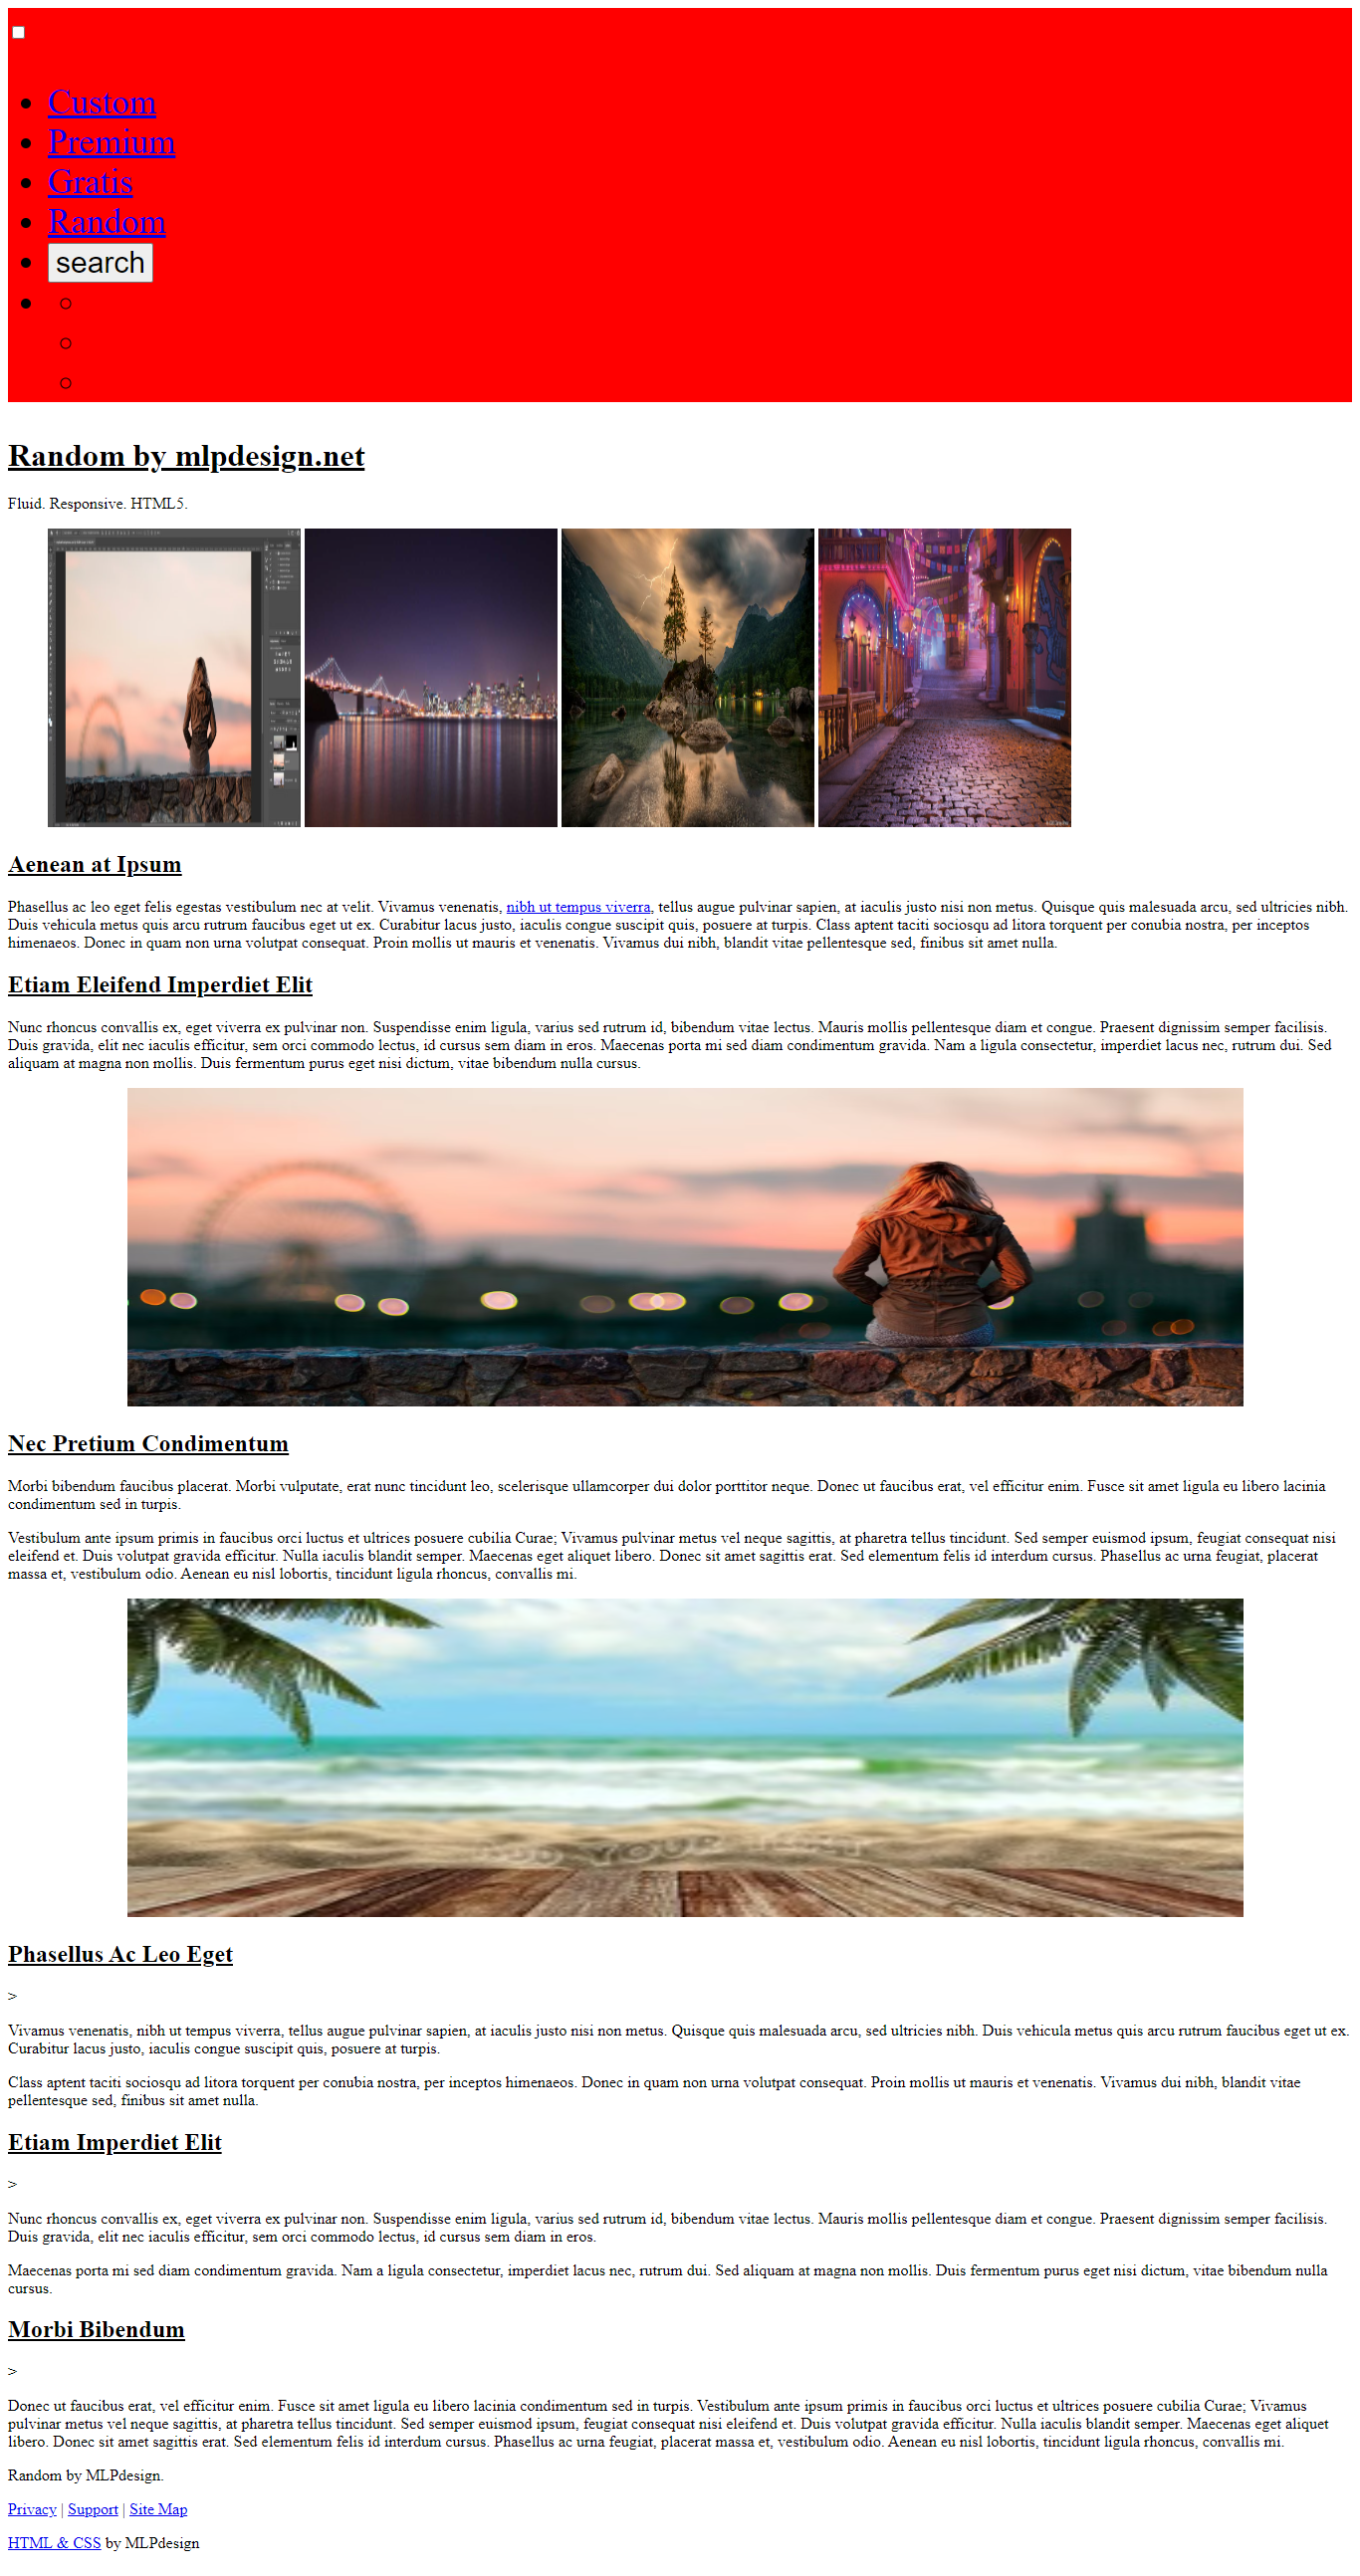 Custom
Premium
Gratis
Random
search
Random by mlpdesign.net
Fluid. Responsive. HTML5.
Aenean at Ipsum
Phasellus ac leo eget felis egestas vestibulum nec at velit. Vivamus venenatis, nibh ut tempus viverra, tellus augue pulvinar sapien, at iaculis justo nisi non metus. Quisque quis malesuada arcu, sed ultricies nibh.
Duis vehicula metus quis arcu rutrum faucibus eget ut ex. Curabitur lacus justo, iaculis congue suscipit quis, posuere at turpis. Class aptent taciti sociosqu ad litora torquent per conubia nostra, per inceptos
himenaeos. Donec in quam non urna volutpat consequat. Proin mollis ut mauris et venenatis. Vivamus dui nibh, blandit vitae pellentesque sed, finibus sit amet nulla.
Etiam Eleifend Imperdiet Elit
Nunc rhoncus convallis ex, eget viverra ex pulvinar non. Suspendisse enim ligula, varius sed rutrum id, bibendum vitae lectus. Mauris mollis pellentesque diam et congue. Praesent dignissim semper facilisis.
Duis gravida, elit nec iaculis efficitur, sem orci commodo lectus, id cursus sem diam in eros. Maecenas porta mi sed diam condimentum gravida. Nam a ligula consectetur, imperdiet lacus nec, rutrum dui. Sed
aliquam at magna non mollis. Duis fermentum purus eget nisi dictum, vitae bibendum nulla cursus.
Nec Pretium Condimentum
Morbi bibendum faucibus placerat. Morbi vulputate, erat nunc tincidunt leo, scelerisque ullamcorper dui dolor porttitor neque. Donec ut faucibus erat, vel efficitur enim. Fusce sit amet ligula eu libero lacinia
condimentum sed in turpis.
Vestibulum ante ipsum primis in faucibus orci luctus et ultrices posuere cubilia Curae; Vivamus pulvinar metus vel neque sagittis, at pharetra tellus tincidunt. Sed semper euismod ipsum, feugiat consequat nisi
eleifend et. Duis volutpat gravida efficitur. Nulla iaculis blandit semper. Maecenas eget aliquet libero. Donec sit amet sagittis erat. Sed elementum felis id interdum cursus. Phasellus ac urna feugiat, placerat
massa et, vestibulum odio. Aenean eu nisl lobortis, tincidunt ligula rhoncus, convallis mi.
YOUR TEXT
Phasellus Ac Leo Eget
>
Vivamus venenatis, nibh ut tempus viverra, tellus augue pulvinar sapien, at iaculis justo nisi non metus. Quisque quis malesuada arcu, sed ultricies nibh. Duis vehicula metus quis arcu rutrum faucibus eget ut ex.
Curabitur lacus justo, iaculis congue suscipit quis, posuere at turpis.
Class aptent taciti sociosqu ad litora torquent per conubia nostra, per inceptos himenaeos. Donec in quam non urna volutpat consequat. Proin mollis ut mauris et venenatis. Vivamus dui nibh, blandit vitae
pellentesque sed, finibus sit amet nulla.
Etiam Imperdiet Elit
>
Nunc rhoncus convallis ex, eget viverra ex pulvinar non. Suspendisse enim ligula, varius sed rutrum id, bibendum vitae lectus. Mauris mollis pellentesque diam et congue. Praesent dignissim semper facilisis.
Duis gravida, elit nec iaculis efficitur, sem orci commodo lectus, id cursus sem diam in eros.
Maecenas porta mi sed diam condimentum gravida. Nam a ligula consectetur, imperdiet lacus nec, rutrum dui. Sed aliquam at magna non mollis. Duis fermentum purus eget nisi dictum, vitae bibendum nulla
cursus.
Morbi Bibendum
>
Donec ut faucibus erat, vel efficitur enim. Fusce sit amet ligula eu libero lacinia condimentum sed in turpis. Vestibulum ante ipsum primis in faucibus orci luctus et ultrices posuere cubilia Curae; Vivamus
pulvinar metus vel neque sagittis, at pharetra tellus tincidunt. Sed semper euismod ipsum, feugiat consequat nisi eleifend et. Duis volutpat gravida efficitur. Nulla iaculis blandit semper. Maecenas eget aliquet
libero. Donec sit amet sagittis erat. Sed elementum felis id interdum cursus. Phasellus ac urna feugiat, placerat massa et, vestibulum odio. Aenean eu nisl lobortis, tincidunt ligula rhoncus, convallis mi.
Random by MLPdesign.
Privacy | Support | Site Map
HTML & CSS by MLPdesign